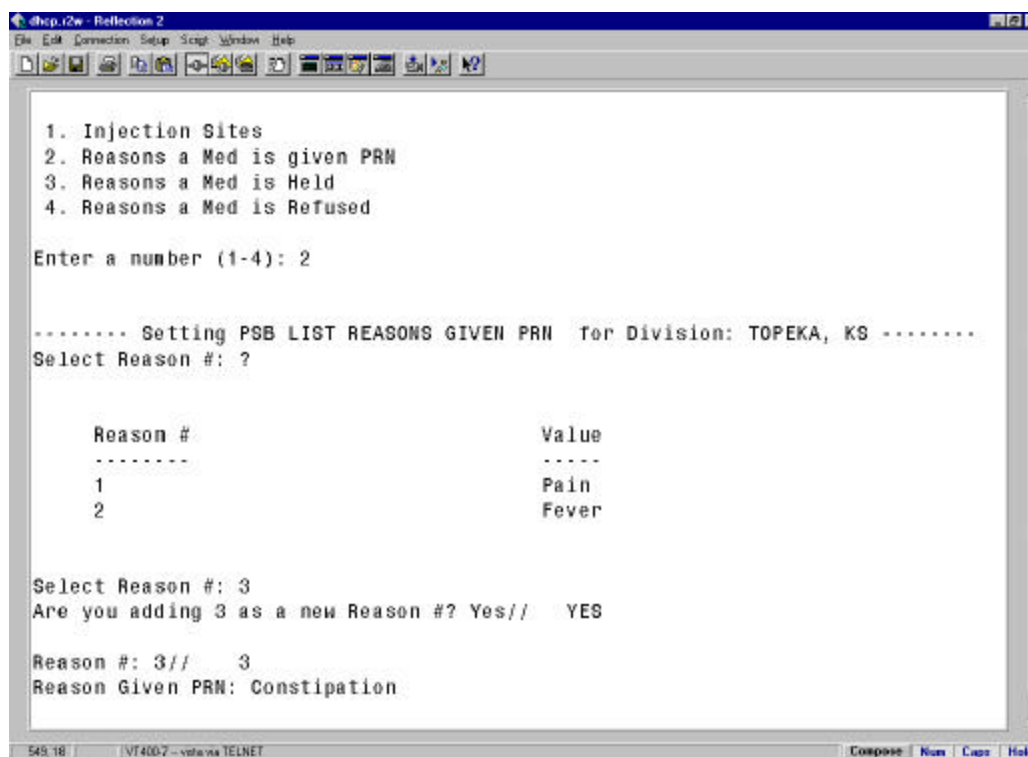 dhcp.r2w - Reflection 2
File Edit Connection Setup Script Window Help
1. Injection Sites
2. Reasons a Med is given PRN
3. Reasons a Med is Held
4. Reasons a Med is Refused
Enter a number (1-4): 2
-------- Setting PSB LIST REASONS GIVEN PRN for Division: TOPEKA, KS --------
Select Reason #: ?
Reason # Value
-------- -----
1 Pain
2 Fever
Select Reason #: 3
Are you adding 3 as a new Reason #? Yes// YES
Reason #: 3// 3
Reason Given PRN: Constipation
549, 18 VT400-7 -- via TELNET Compose Num Caps Hol